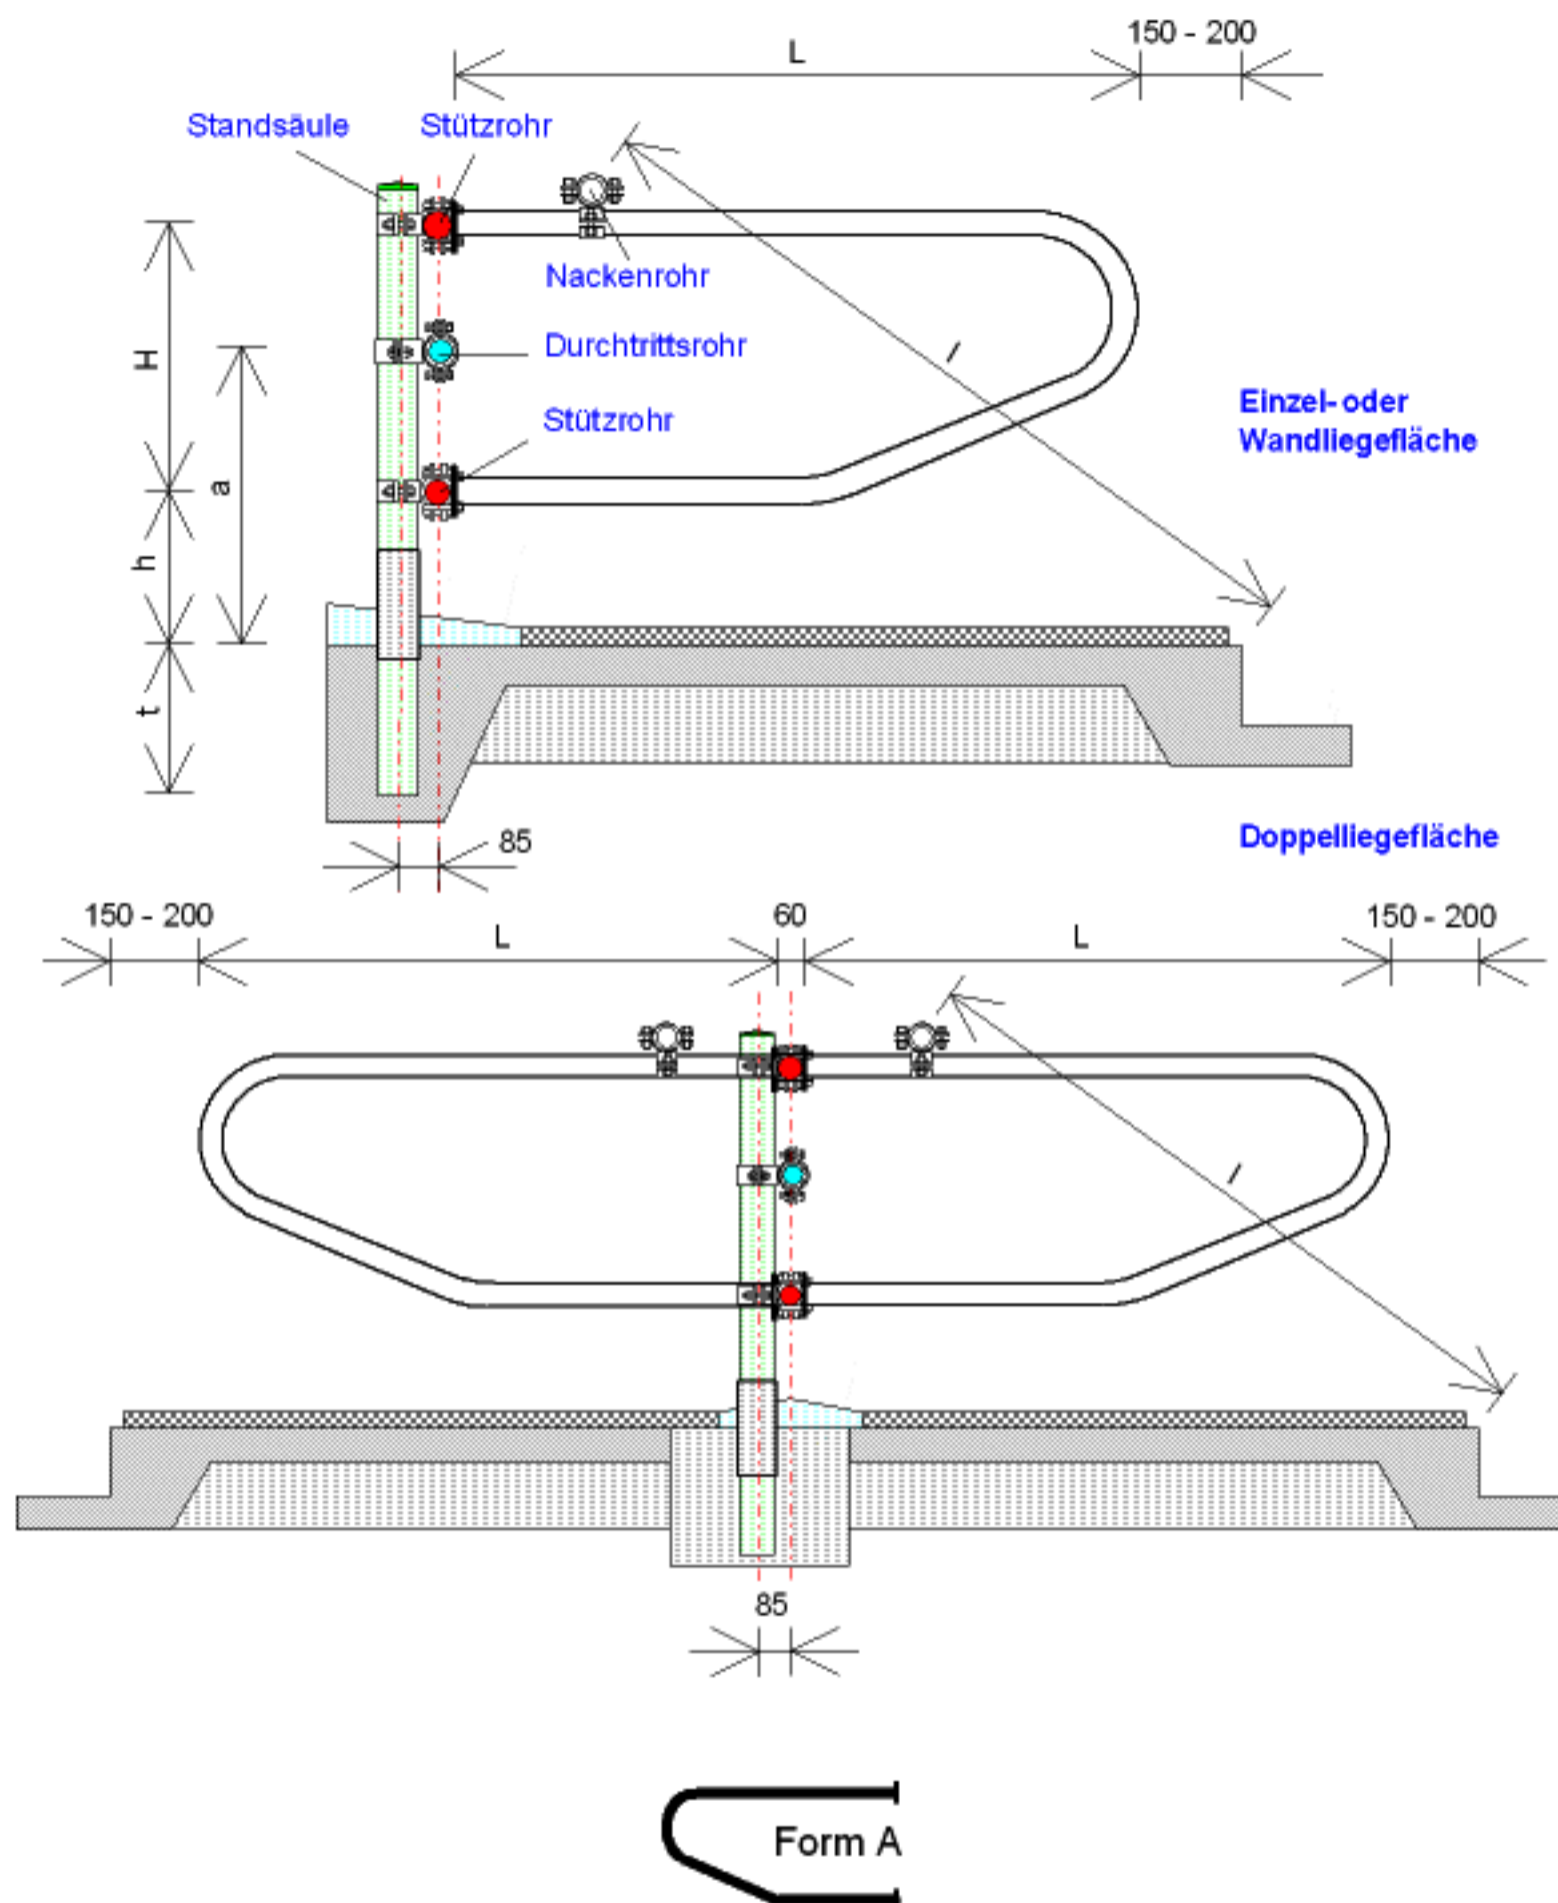 150 - 200
L
Standsäule
Stützrohr
Nackenrohr
Durchtrittsrohr
Stützrohr
H
a
h
t
l
Einzel- oder
Wandliegefläche
85
Doppelliegefläche
150 - 200
L
60
L
150 - 200
l
85
Form A